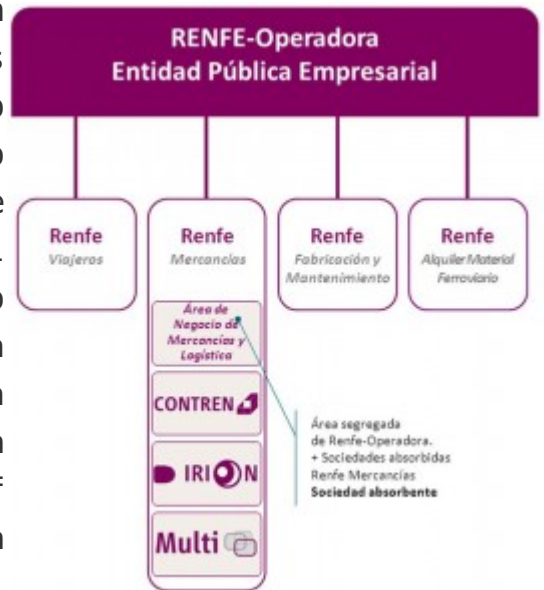 RENFE-Operadora
Entidad Pública Empresarial
Renfe
Viajeros
Renfe
Mercancías
Renfe
Fabricación y
Mantenimiento
Renfe
Alquiler Material
Ferroviario
Área de
Negocio de
Mercancías y
Logística
CONTREN
IRION
Multi
Área segregada
de Renfe-Operadora.
+ Sociedades absorbidas
Renfe Mercancías
Sociedad absorbente